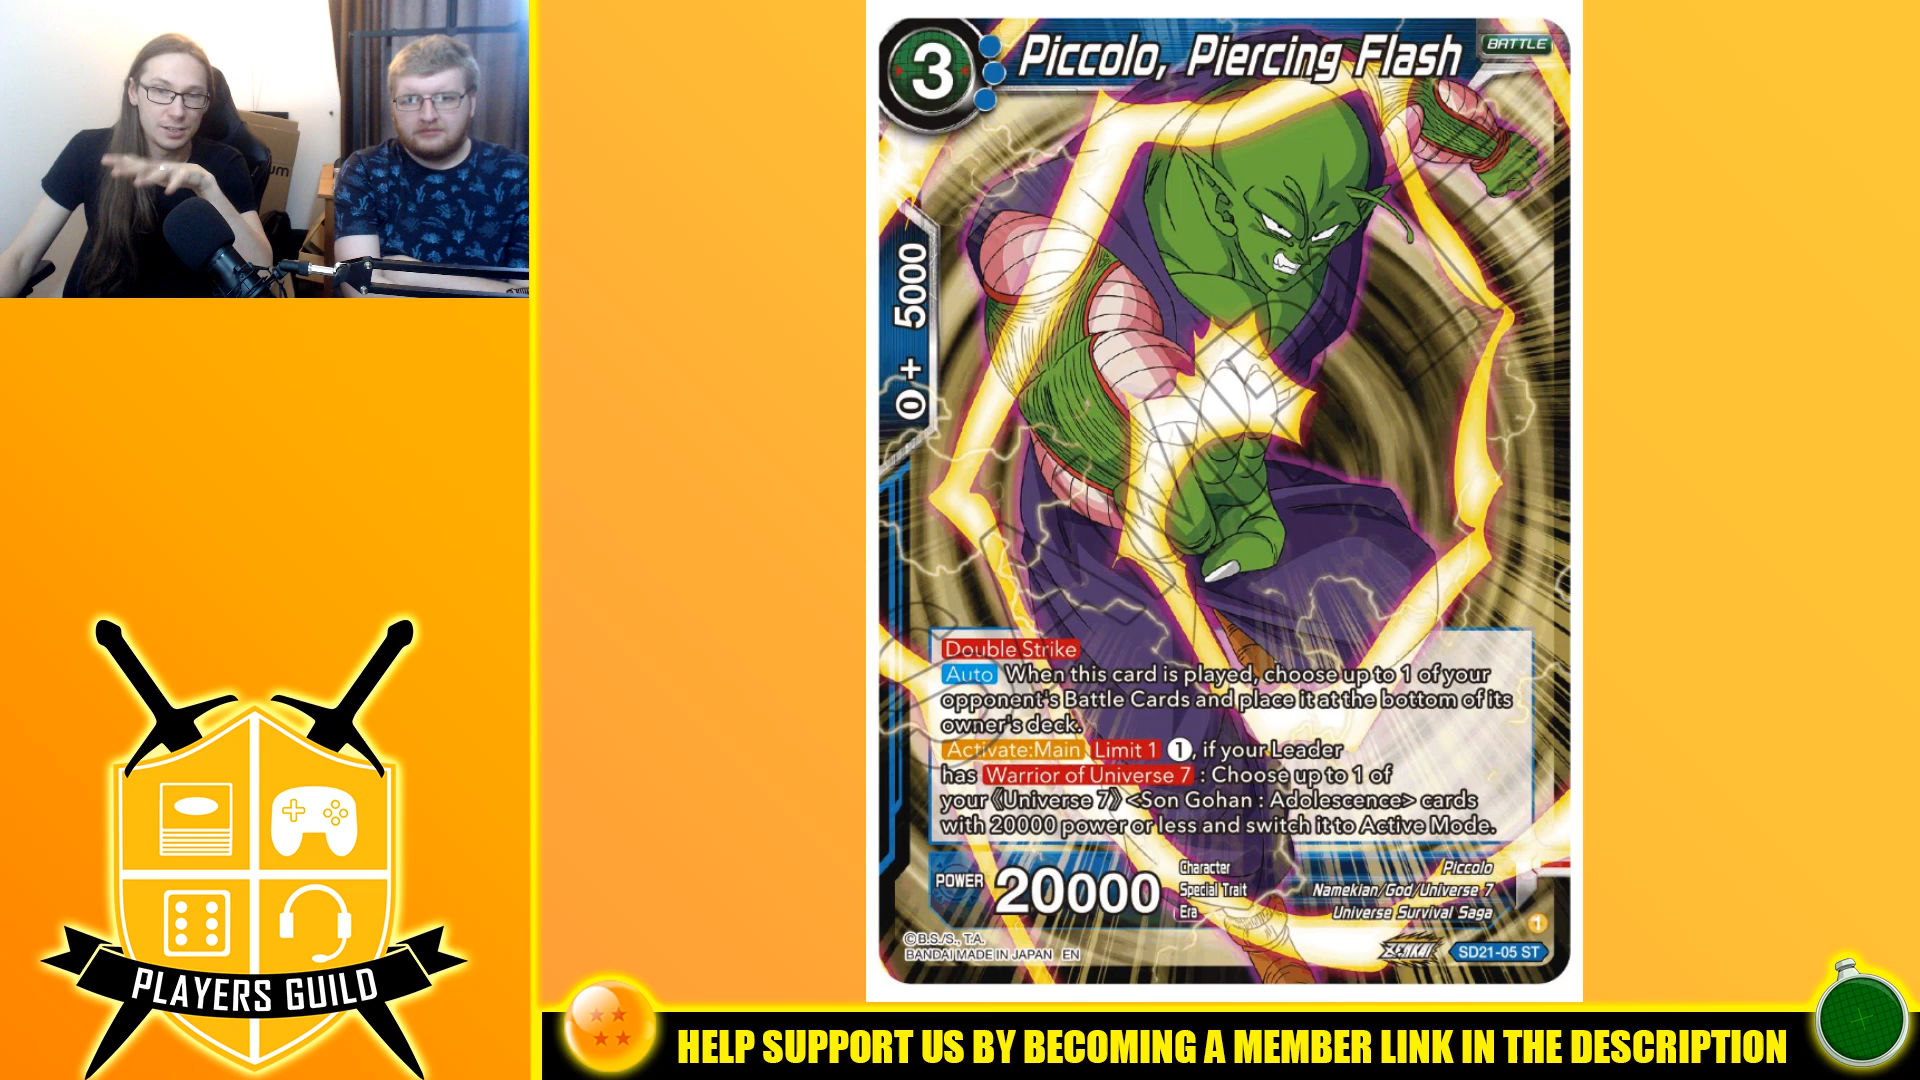 3
Piccolo, Piercing Flash
BATTLE
0 + 5000
Double Strike
Auto When this card is played, choose up to 1 of your
opponent's Battle Cards and place it at the bottom of its
owner's deck.
Activate:Main Limit 1 1, if your Leader
has Warrior of Universe 7 : Choose up to 1 of
your《Universe 7》<Son Gohan : Adolescence> cards
with 20000 power or less and switch it to Active Mode.
POWER 20000
Character Piccolo
Special Trait Namekian/God/Universe 7
Era Universe Survival Saga
1
©B.S./S., T.A.
BANDAI MADE IN JAPAN EN
ZENKAI
SD21-05 ST
PLAYERS GUILD
HELP SUPPORT US BY BECOMING A MEMBER LINK IN THE DESCRIPTION